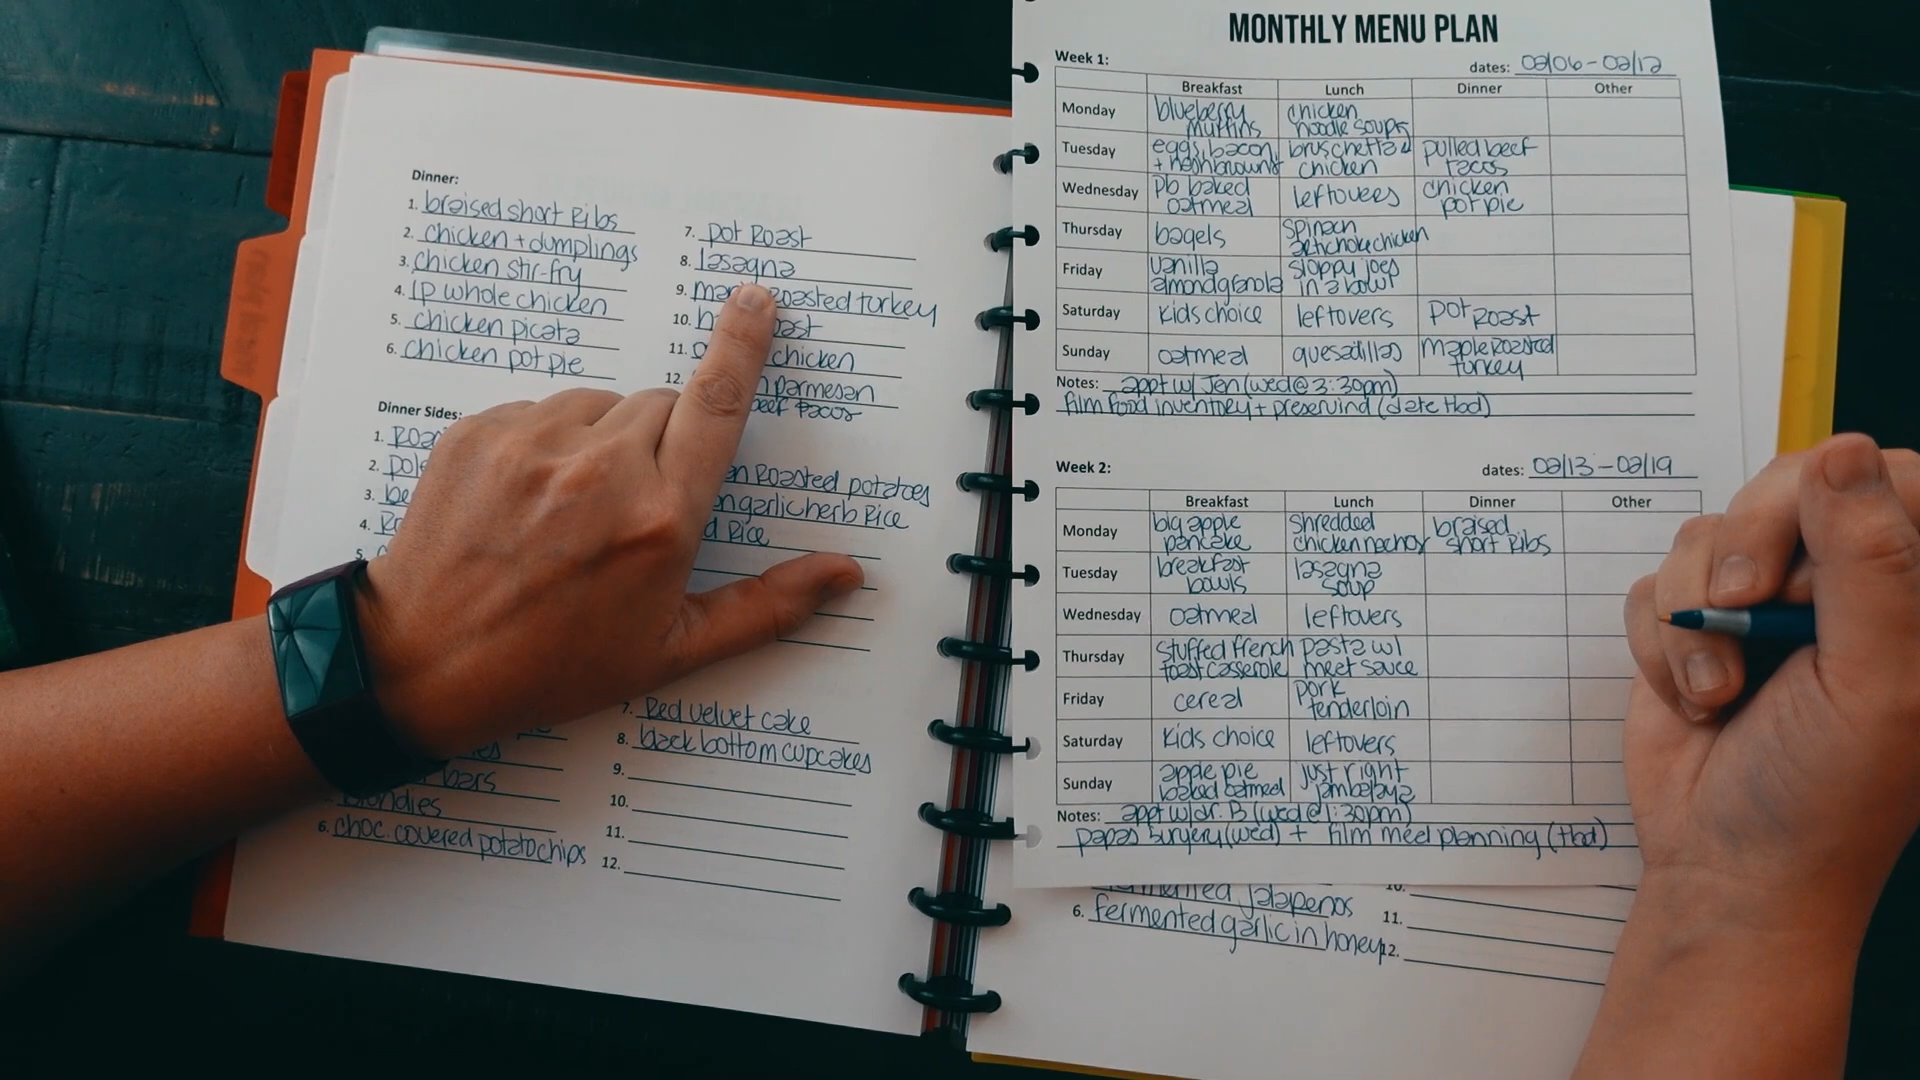 Dinner:
1. braised short Ribs
2. chicken + dumplings
3. chicken stir-fry
4. IP whole chicken
5. chicken picata
6. chicken pot pie
7. pot Roast
8. lasagna
9. Roasted turkey
10.
11. chicken
12. parmesan
beef tacos
Dinner Sides:
1.
2.
3.
4.
5.
Roasted potatoes
garlic herb Rice
Rice
bars
blondies
6. choc. covered potato chips
7. Red velvet cake
8. black bottom cupcakes
9.
10.
11.
12.
MONTHLY MENU PLAN
Week 1:
dates: 02/06 - 02/12
Breakfast Lunch Dinner Other
Monday blueberry muffins chicken noodle soup
Tuesday eggs, bacon, + bruschetta chicken pulled beef tacos
Wednesday pb baked oatmeal leftovers chicken pot pie
Thursday bagels spinach artichoke chicken
Friday vanilla almond granola sloppy joes in a bowl
Saturday kids choice leftovers pot Roast
Sunday oatmeal quesadillas maple Roasted turkey
Notes: appt w/ Jen (wed @ 3:30pm)
film food inventory + (date tbd)
Week 2:
dates: 02/13 - 02/19
Breakfast Lunch Dinner Other
Monday big apple pancake shredded chicken nachos braised short Ribs
Tuesday breakfast bowls lasagna soup
Wednesday oatmeal leftovers
Thursday stuffed french toast casserole pasta w/ meat sauce
Friday cereal pork tenderloin
Saturday kids choice leftovers
Sunday apple pie baked oatmeal just right jambalaya
Notes: appt w/ dr. B (wed @ 1:30pm)
papas surgery (wed) + film meal planning (tbd)
jalapenos
6. fermented garlic in honey
10.
11.
12.